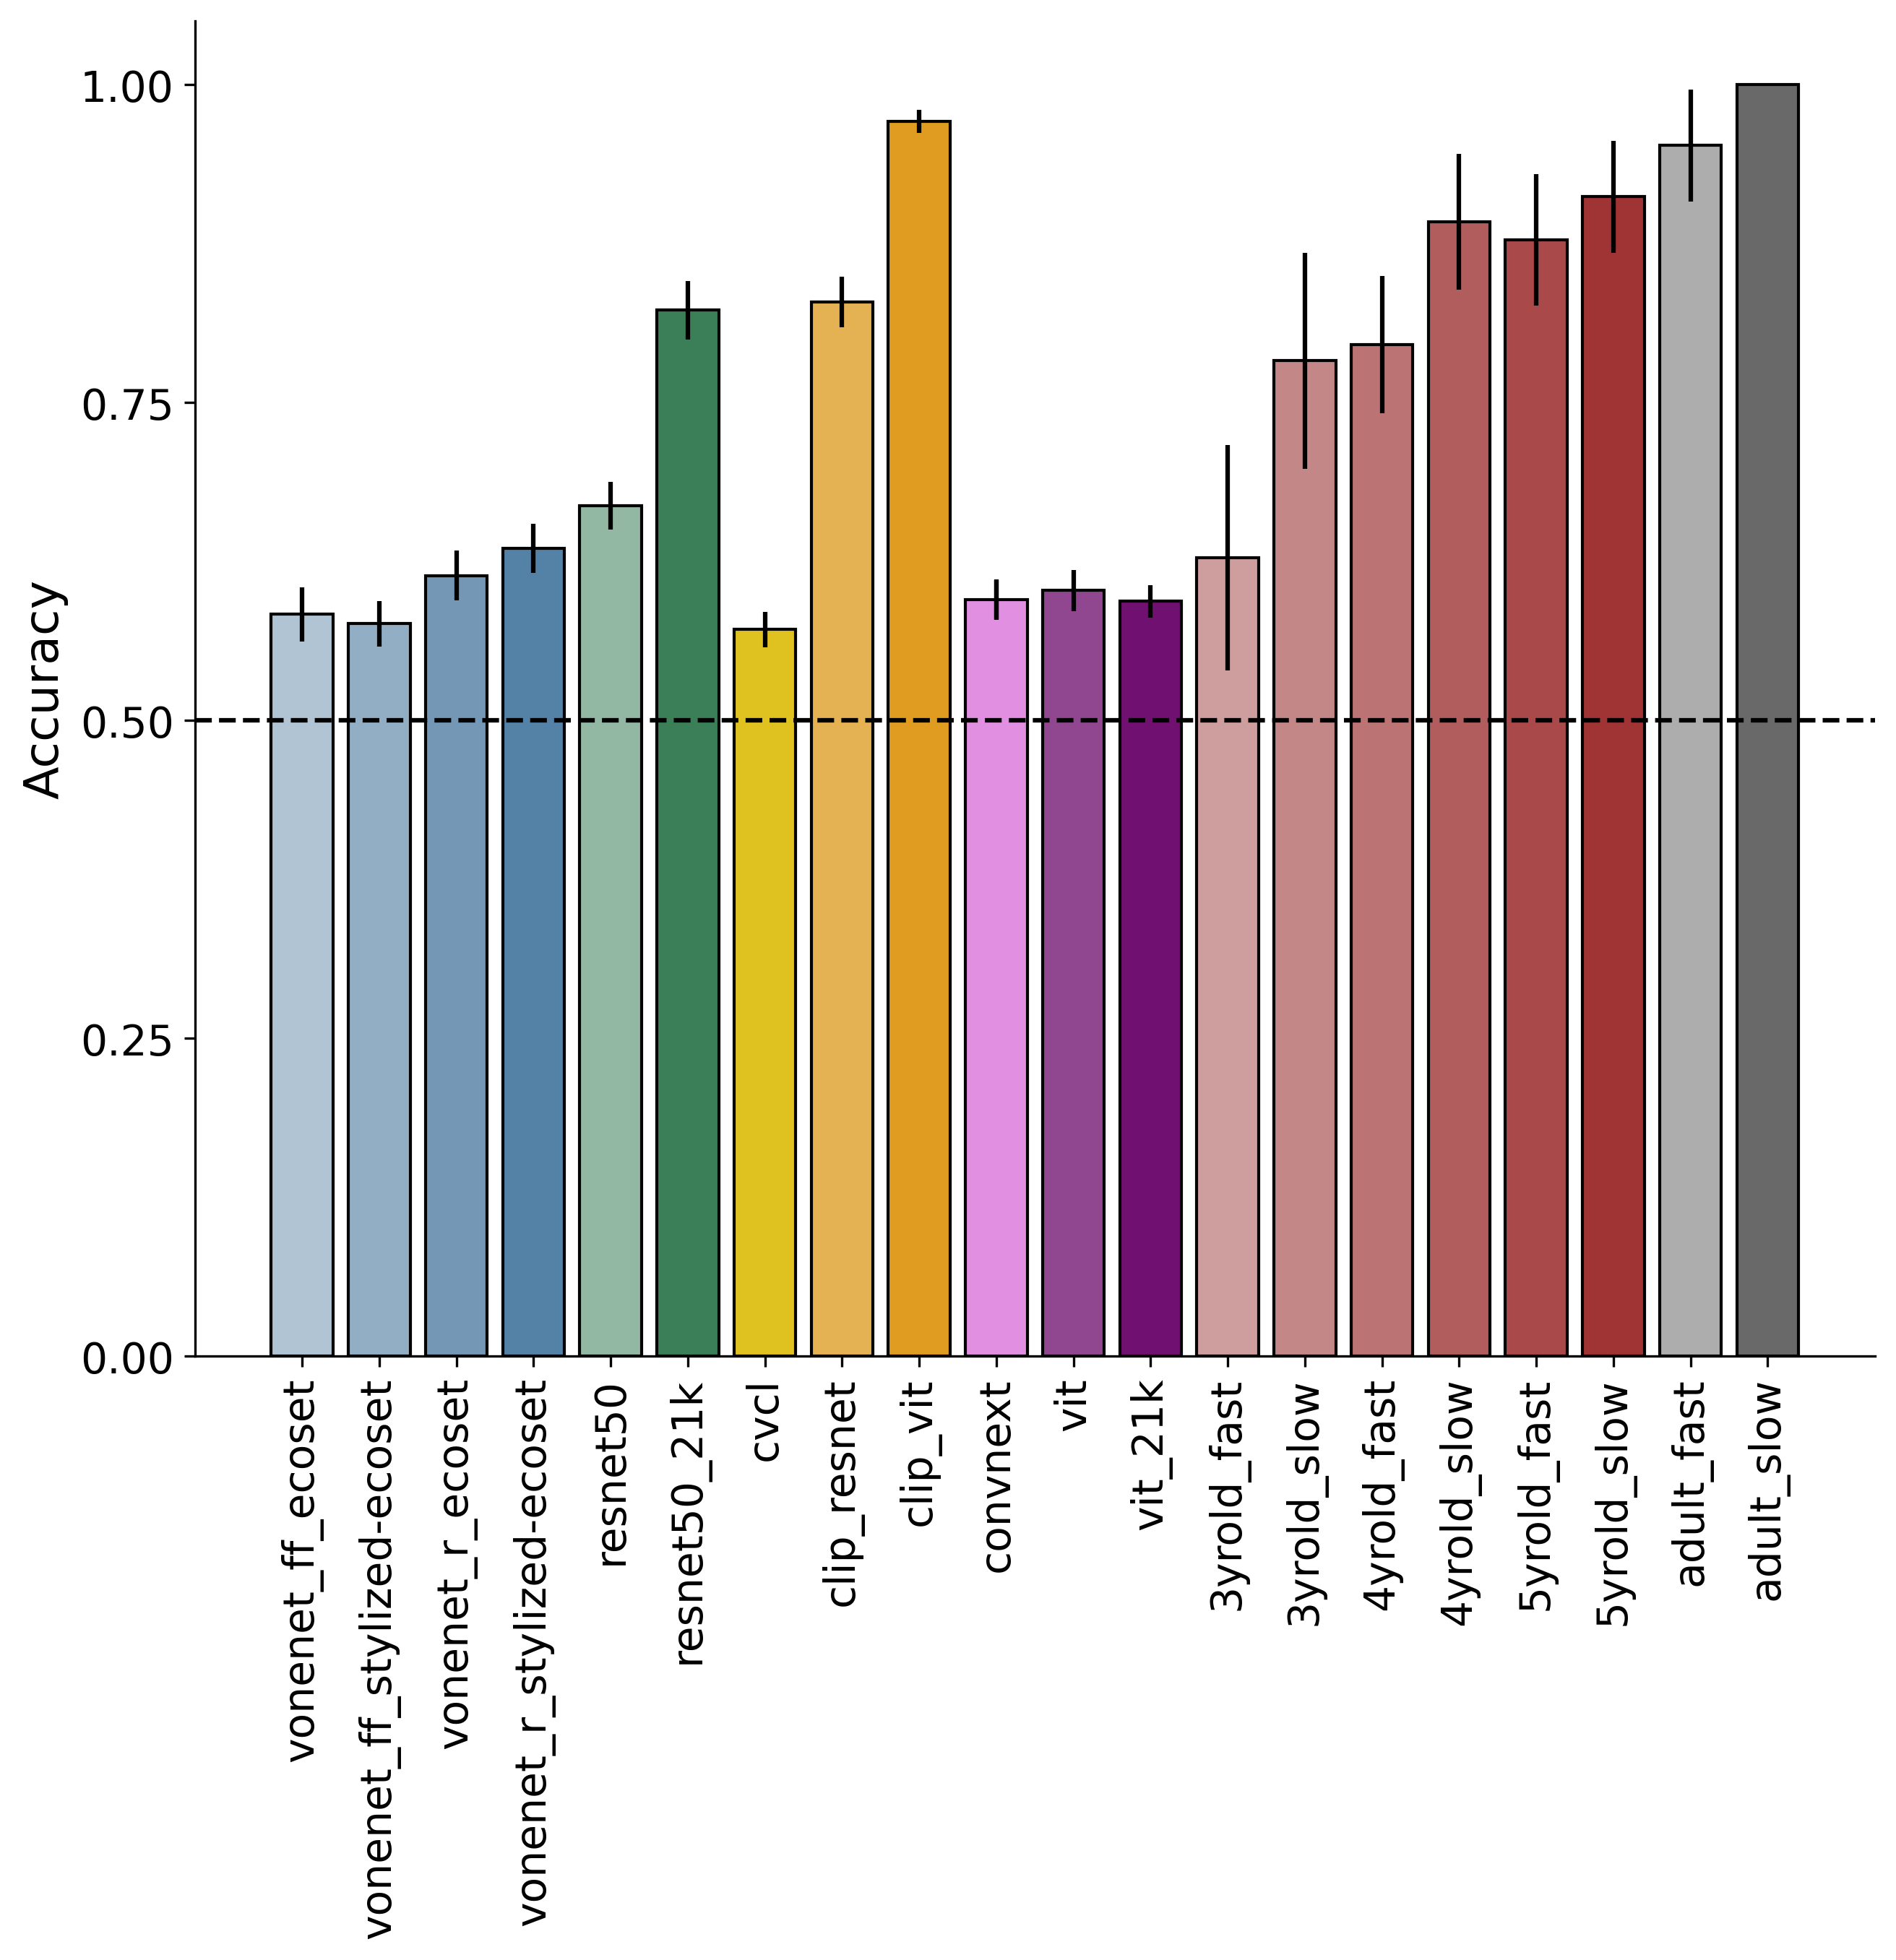 Accuracy
1.00
0.75
0.50
0.25
0.00
vonenet_ff_ecoset
vonenet_ff_stylized-ecoset
vonenet_r_ecoset
vonenet_r_stylized-ecoset
resnet50
resnet50_21k
cvcl
clip_resnet
clip_vit
convnext
vit
vit_21k
3yrold_fast
3yrold_slow
4yrold_fast
4yrold_slow
5yrold_fast
5yrold_slow
adult_fast
adult_slow